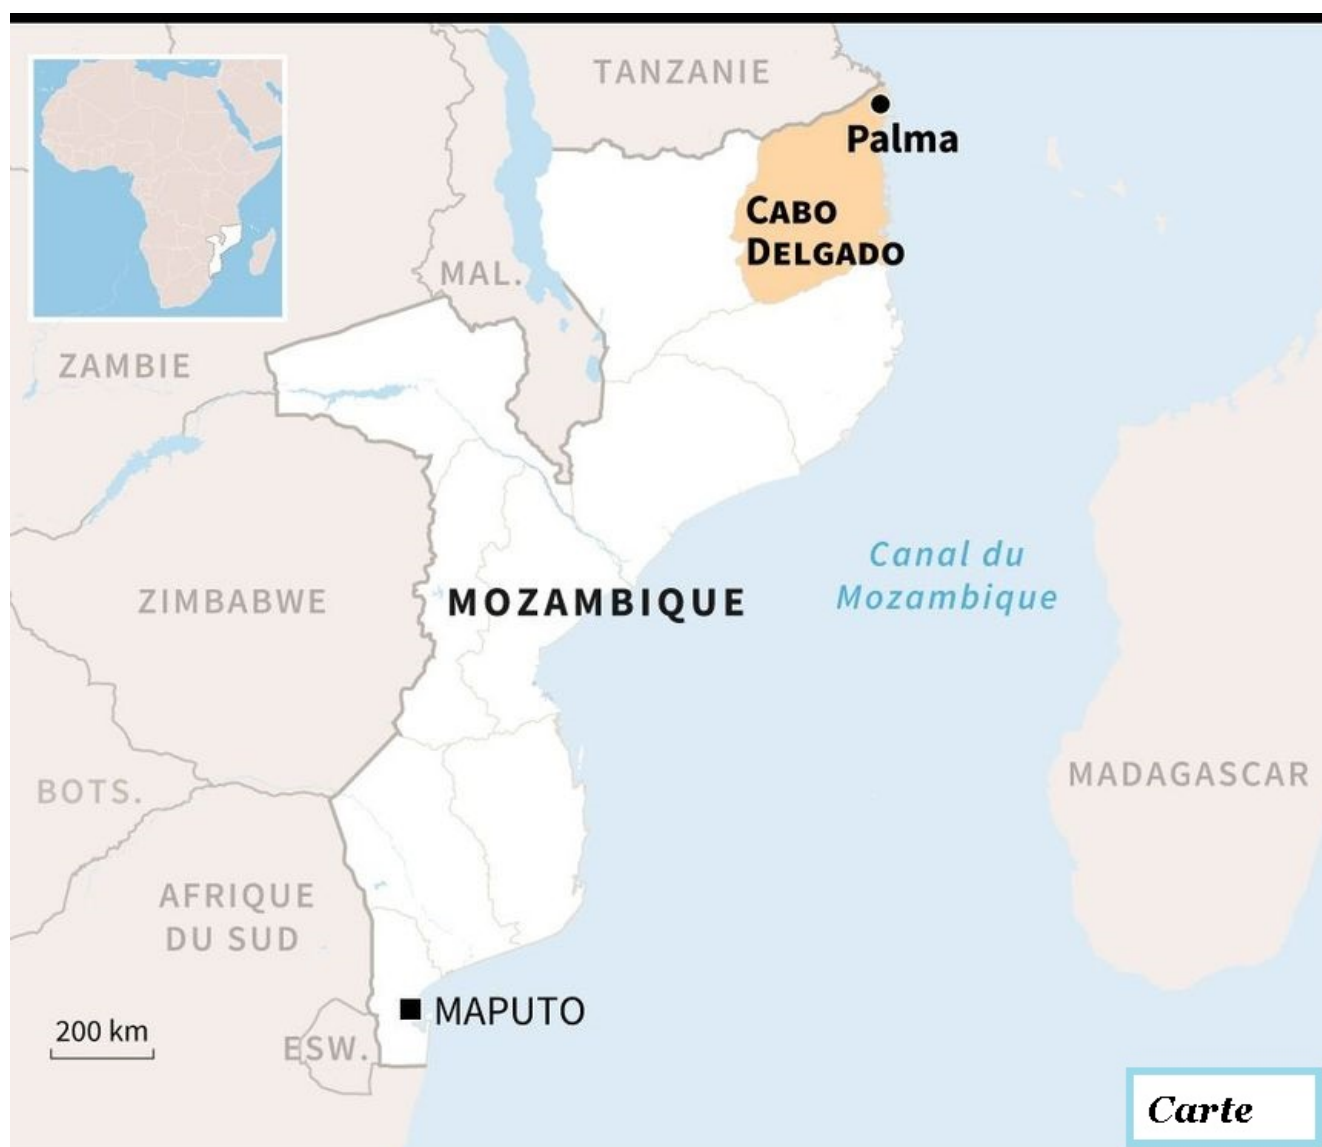 TANZANIE
Palma
CABO
DELGADO
MAL.
ZAMBIE
Canal du
Mozambique
ZIMBABWE
MOZAMBIQUE
BOTS.
MADAGASCAR
AFRIQUE
DU SUD
MAPUTO
200 km
ESW.
Carte